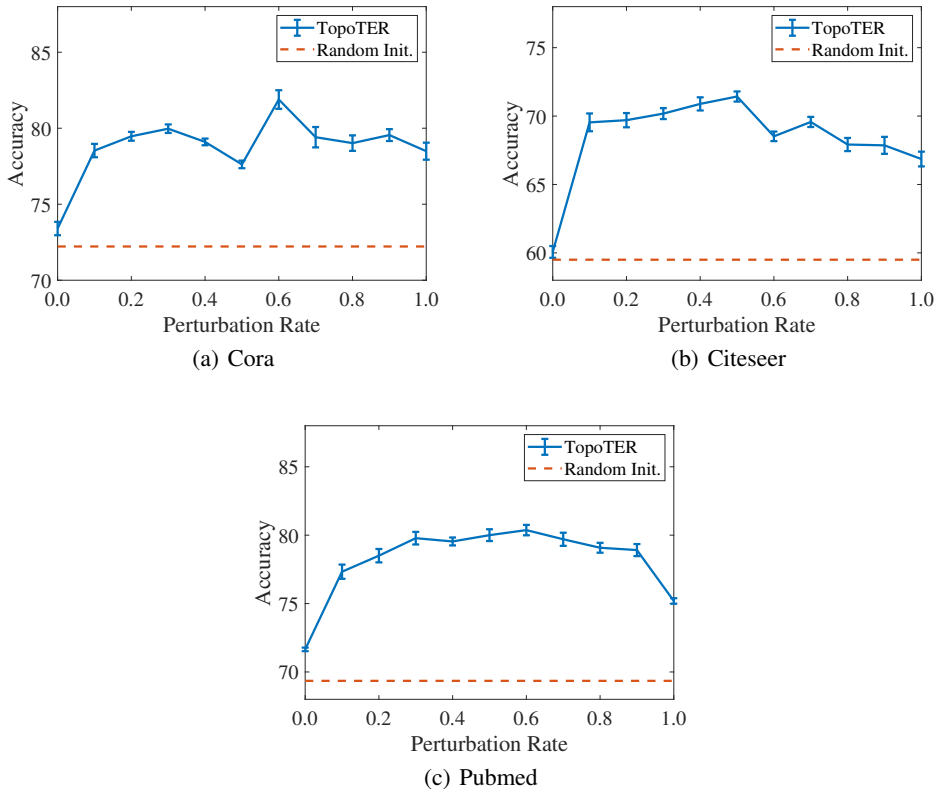 85
80
75
70
Accuracy
TopoTER
Random Init.
0.0 0.2 0.4 0.6 0.8 1.0
Perturbation Rate
(a) Cora
75
70
65
60
Accuracy
TopoTER
Random Init.
0.0 0.2 0.4 0.6 0.8 1.0
Perturbation Rate
(b) Citeseer
85
80
75
70
Accuracy
TopoTER
Random Init.
0.0 0.2 0.4 0.6 0.8 1.0
Perturbation Rate
(c) Pubmed